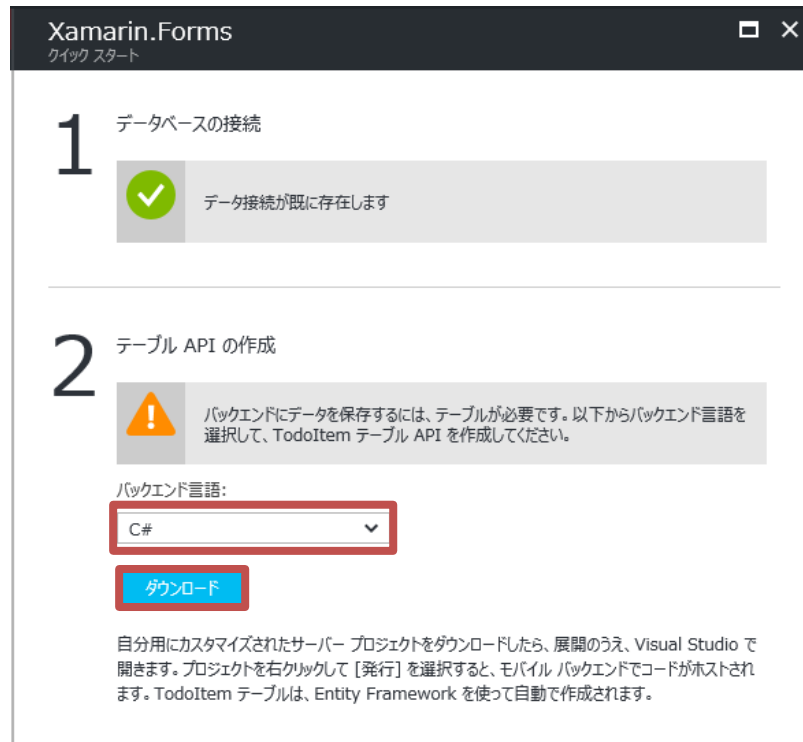 Xamarin.Forms
クイック スタート
1
データベースの接続
データ接続が既に存在します
2
テーブル API の作成
バックエンドにデータを保存するには、テーブルが必要です。以下からバックエンド言語を
選択して、TodoItem テーブル API を作成してください。
バックエンド言語:
C#
ダウンロード
自分用にカスタマイズされたサーバー プロジェクトをダウンロードしたら、展開のうえ、Visual Studio で
開きます。プロジェクトを右クリックして [発行] を選択すると、モバイル バックエンドでコードがホストされ
ます。TodoItem テーブルは、Entity Framework を使って自動で作成されます。